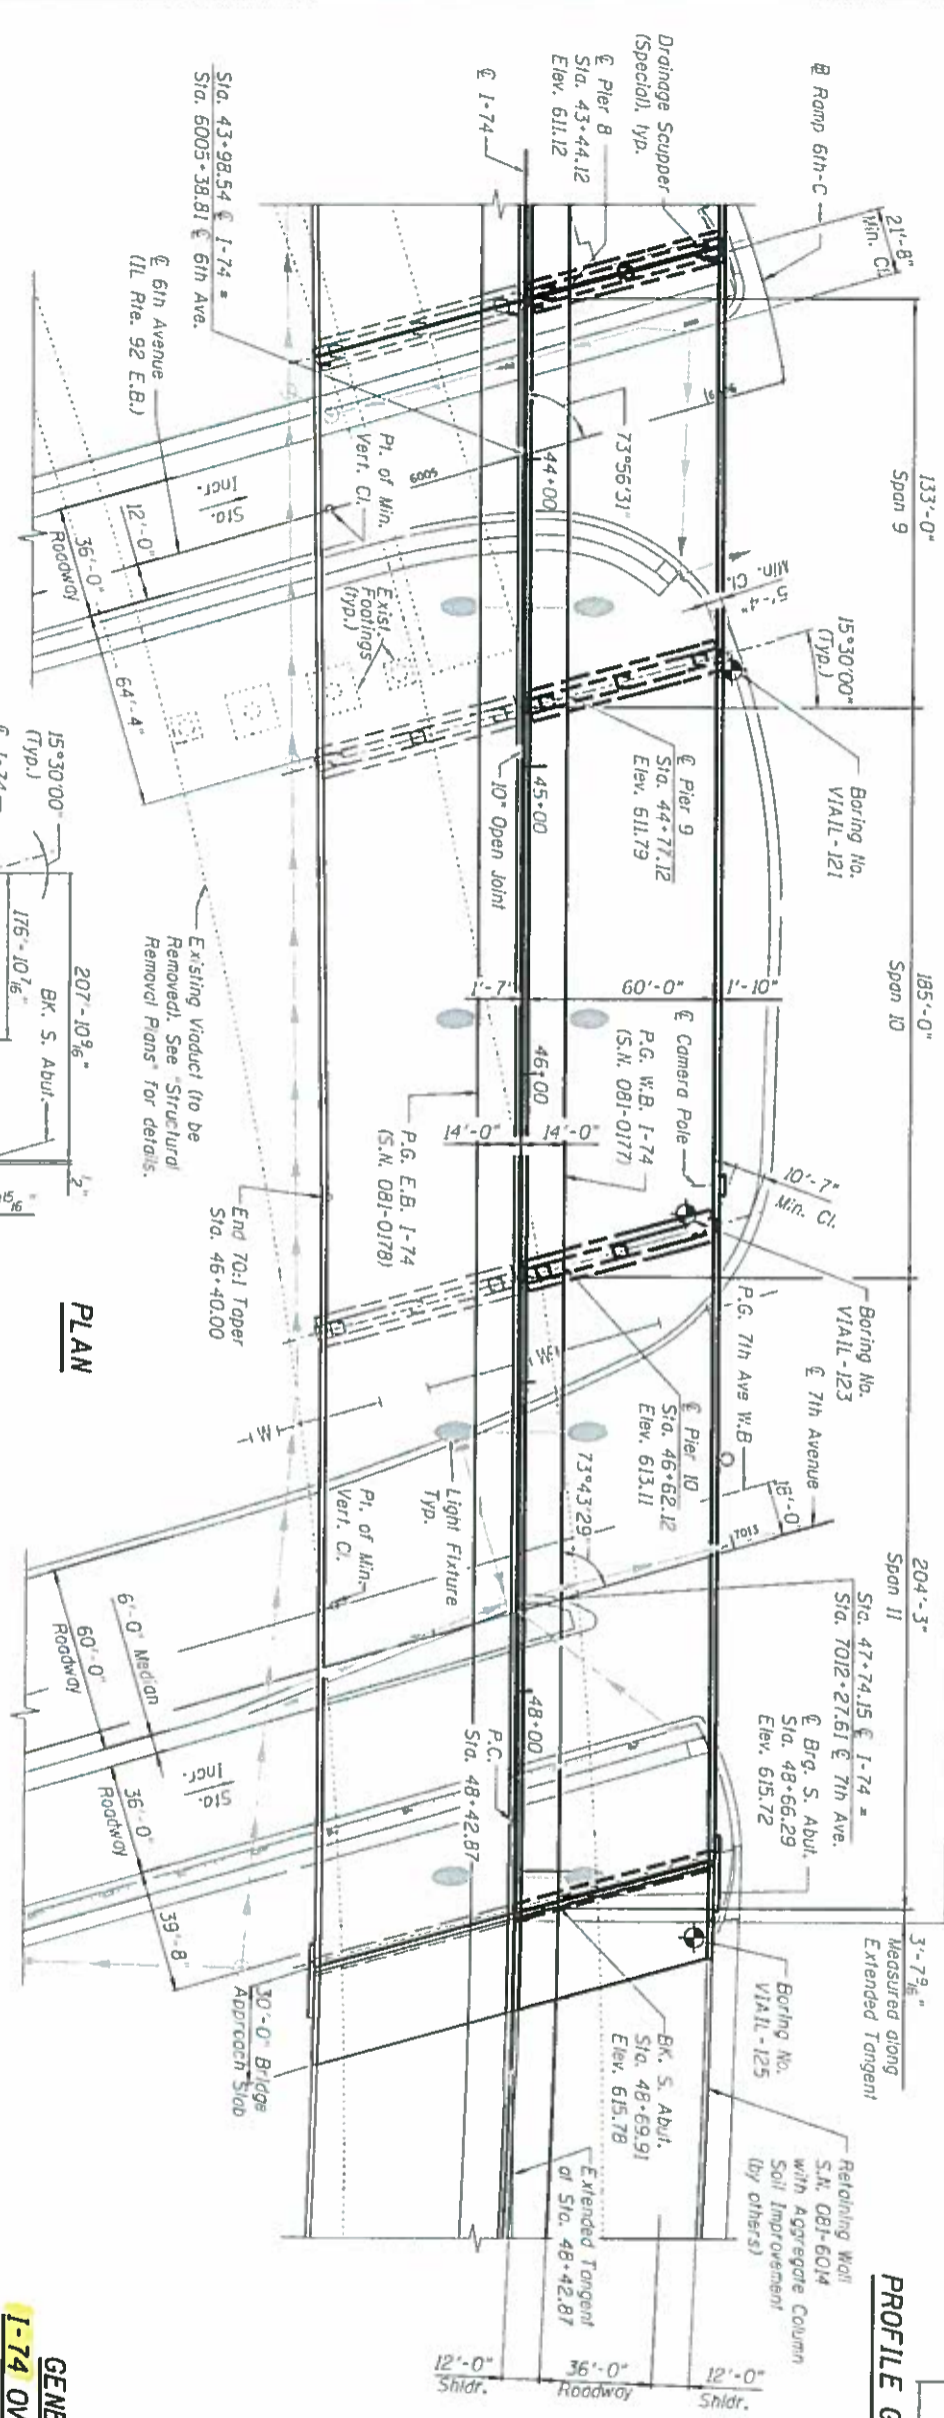 ℄ Ramp 6th-C
21'-8"
Min. Cl.
Drainage Scupper
(Special), typ.
℄ Pier 8
Sta. 43+44.12
Elev. 611.12
℄ I-74
Sta. 43+98.54 ℄ I-74 =
Sta. 6005+38.81 ℄ 6th Ave.
℄ 6th Avenue
(IL Rte. 92 E.B.)
133'-0"
Span 9
73°56'31"
44+00
6005
Pt. of Min.
Vert. Cl.
Sta.
Incr.
12'-0"
36'-0"
Roadway
64'-4"
Exist.
Footings
(typ.)
5'-4"
Min. Cl.
15°30'00"
(Typ.)
Boring No.
VIAIL-121
℄ Pier 9
Sta. 44+77.12
Elev. 611.79
45+00
10" Open Joint
185'-0"
Span 10
1'-7"
60'-0"
1'-10"
Existing Viaduct (to be
Removed). See "Structural
Removal Plans" for details.
46+00
℄ Camera Pole
P.G. W.B. I-74
(S.N. 081-0177)
14'-0"
14'-0"
P.G. E.B. I-74
(S.N. 081-0178)
End 70:1 Taper
Sta. 46+40.00
10'-7"
Min. Cl.
Boring No.
VIAIL-123
℄ 7th Avenue
P.G. 7th Ave W.B.
℄ Pier 10
Sta. 46+62.12
Elev. 613.11
73°43'29"
18'-0"
7013
204'-3"
Span 11
Light Fixture
Typ.
Pt. of Min.
Vert. Cl.
6'-0" Median
60'-0"
Roadway
Sta.
Incr.
36'-0"
Roadway
39'-8"
Sta. 47+74.15 ℄ I-74 =
Sta. 7012+27.61 ℄ 7th Ave.
℄ Brg. S. Abut.
Sta. 48+66.29
Elev. 615.72
48+00
P.C.
Sta. 48+42.87
3'-7 9/16"
Measured along
Extended Tangent
Boring No.
VIAIL-125
BK. S. Abut.
Sta. 48+69.91
Elev. 615.78
30'-0" Bridge
Approach Slab
Extended Tangent
at Sta. 48+42.87
Retaining Wall
S.N. 081-6014
with Aggregate Column
Soil Improvement
(by others)
12'-0"
Shldr.
36'-0"
Roadway
12'-0"
Shldr.
15°30'00"
(Typ.)
℄ I-74
207'-10 9/16"
176'-10 7/16"
BK. S. Abut.
1/2"
15/16"
PLAN
PROFILE G
GENE
I-74 OV